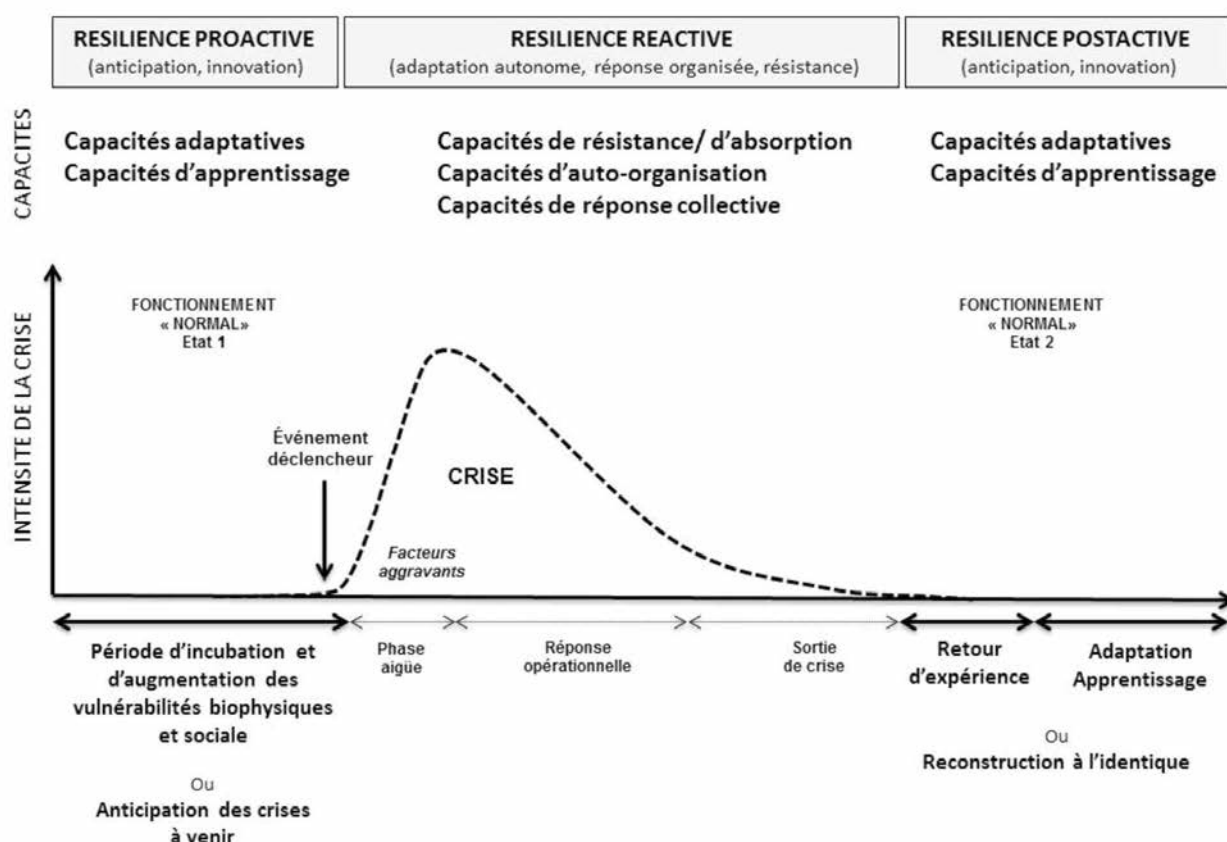 RESILIENCE PROACTIVE
(anticipation, innovation)
RESILIENCE REACTIVE
(adaptation autonome, réponse organisée, résistance)
RESILIENCE POSTACTIVE
(anticipation, innovation)
CAPACITES
Capacités adaptatives
Capacités d'apprentissage
Capacités de résistance/ d'absorption
Capacités d'auto-organisation
Capacités de réponse collective
Capacités adaptatives
Capacités d'apprentissage
INTENSITE DE LA CRISE
FONCTIONNEMENT
« NORMAL»
Etat 1
FONCTIONNEMENT
« NORMAL»
Etat 2
Événement
déclencheur
CRISE
Facteurs
aggravants
Période d'incubation et
d'augmentation des
vulnérabilités biophysiques
et sociale
Ou
Anticipation des crises
à venir
Phase
aigüe
Réponse
opérationnelle
Sortie
de crise
Retour
d'expérience
Adaptation
Apprentissage
Ou
Reconstruction à l'identique